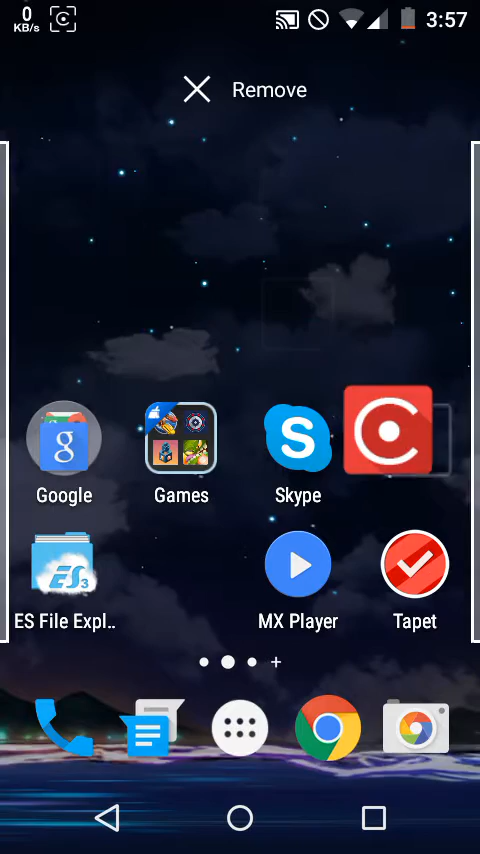 0
KB/s
3:57
Remove
Google
Games
Skype
ES File Expl..
MX Player
Tapet